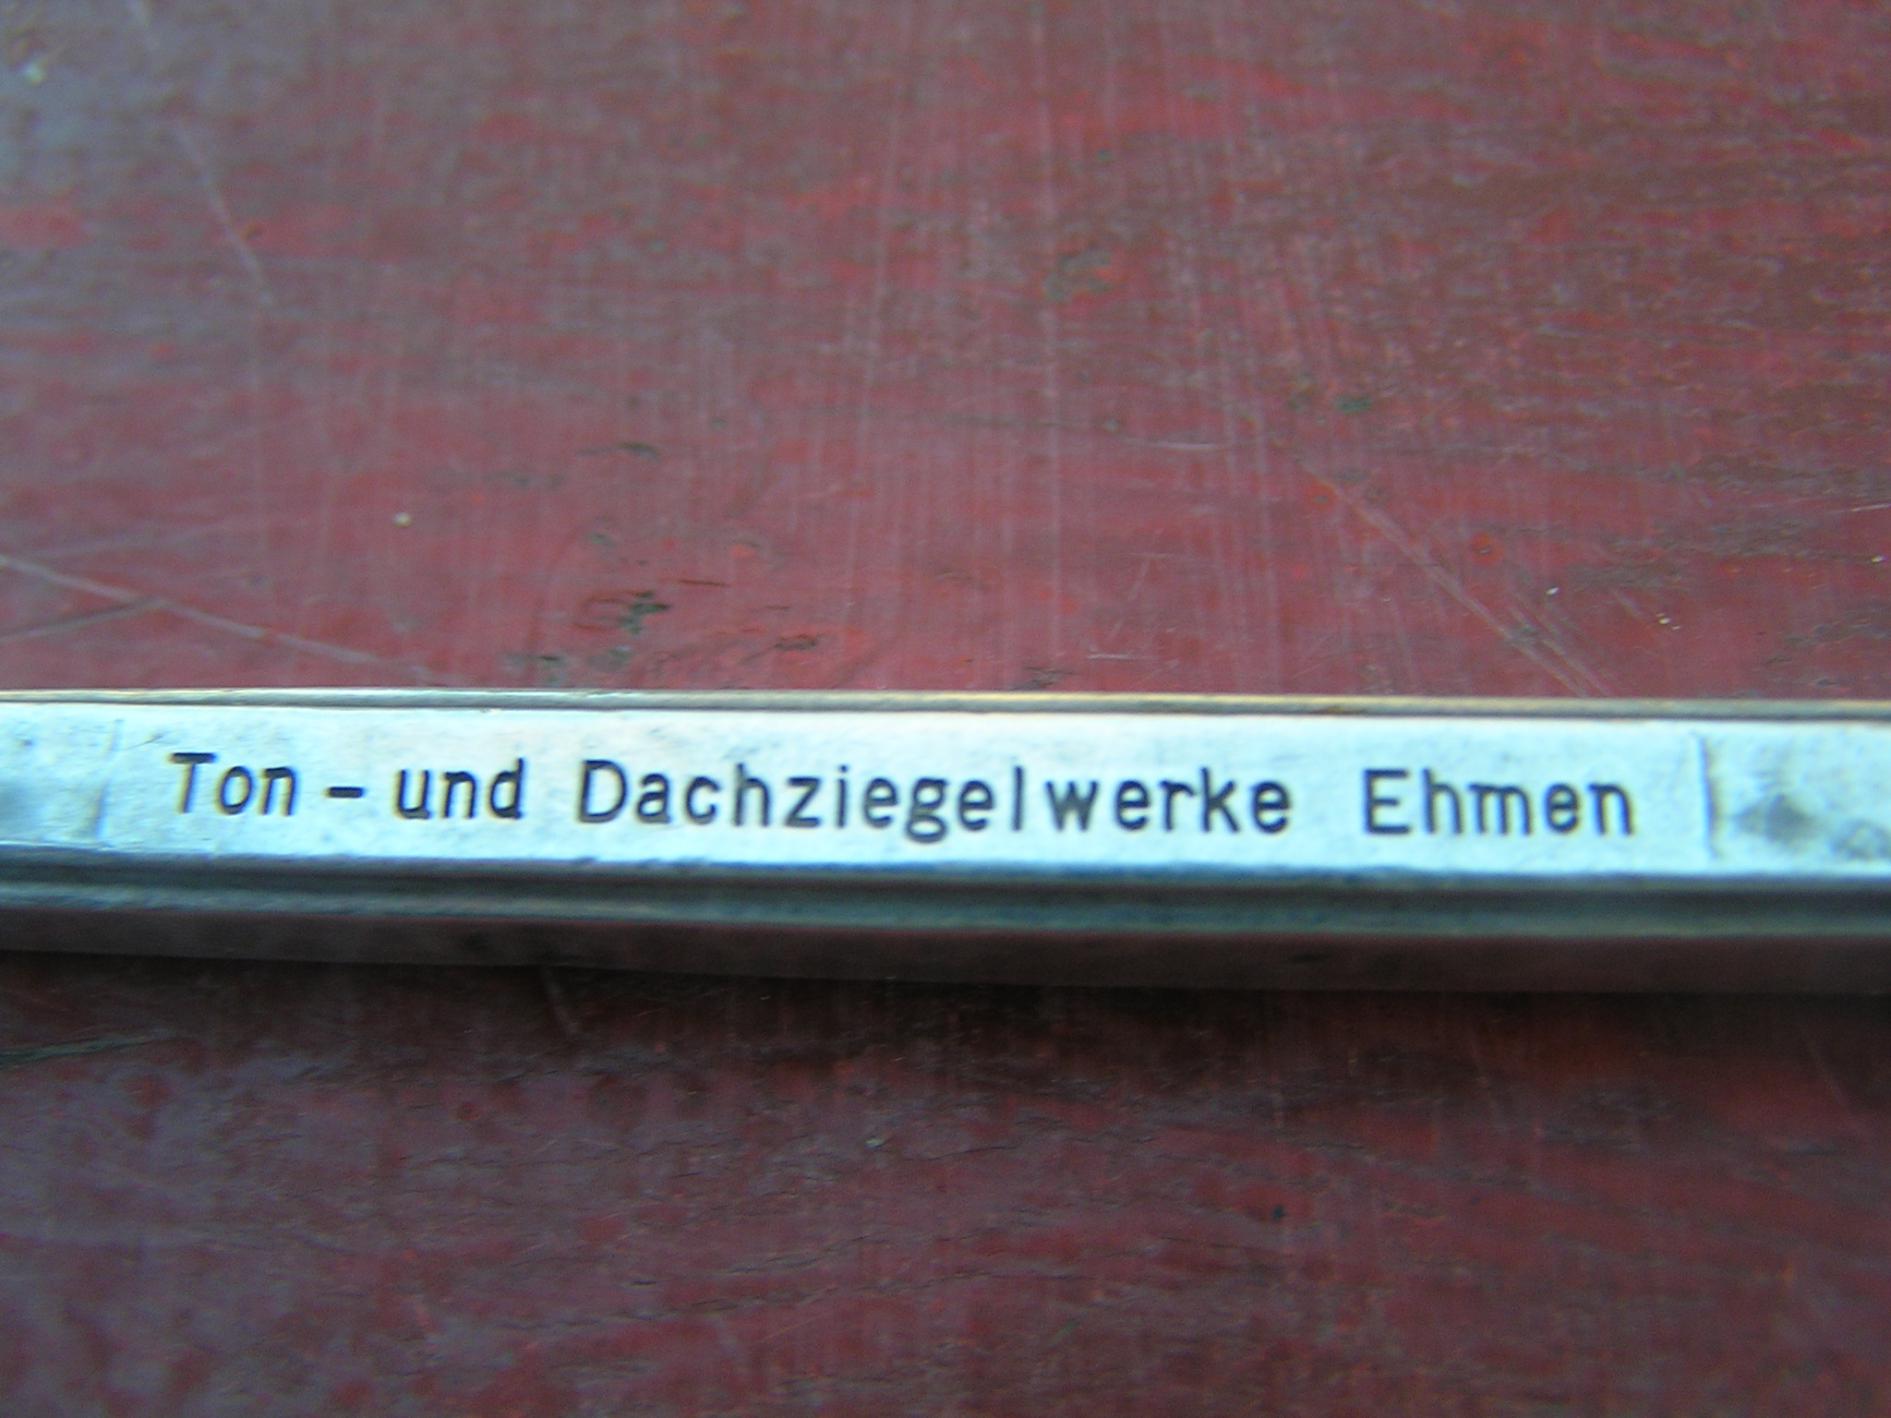 Ton - und Dachziegelwerke Ehmen